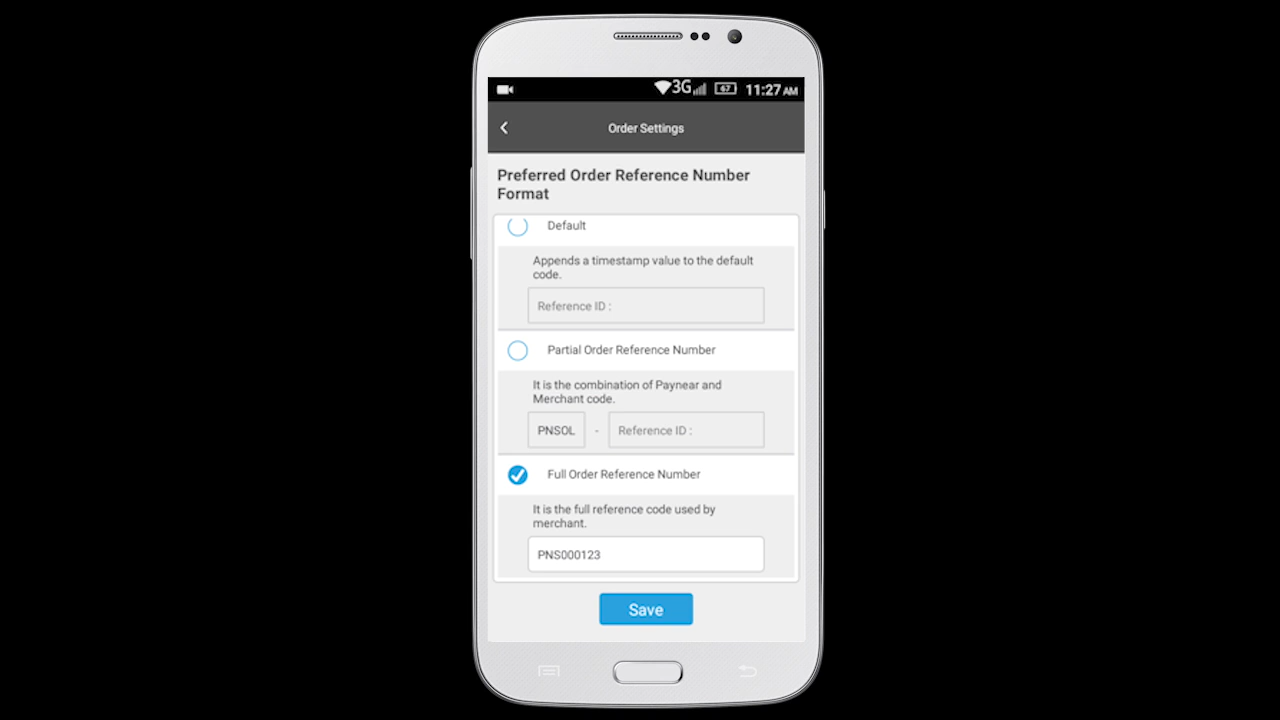 3G 67 11:27 AM
Order Settings
Preferred Order Reference Number
Format
Default
Appends a timestamp value to the default
code.
Reference ID :
Partial Order Reference Number
It is the combination of Paynear and
Merchant code.
PNSOL - Reference ID :
Full Order Reference Number
It is the full reference code used by
merchant.
PNS000123
Save